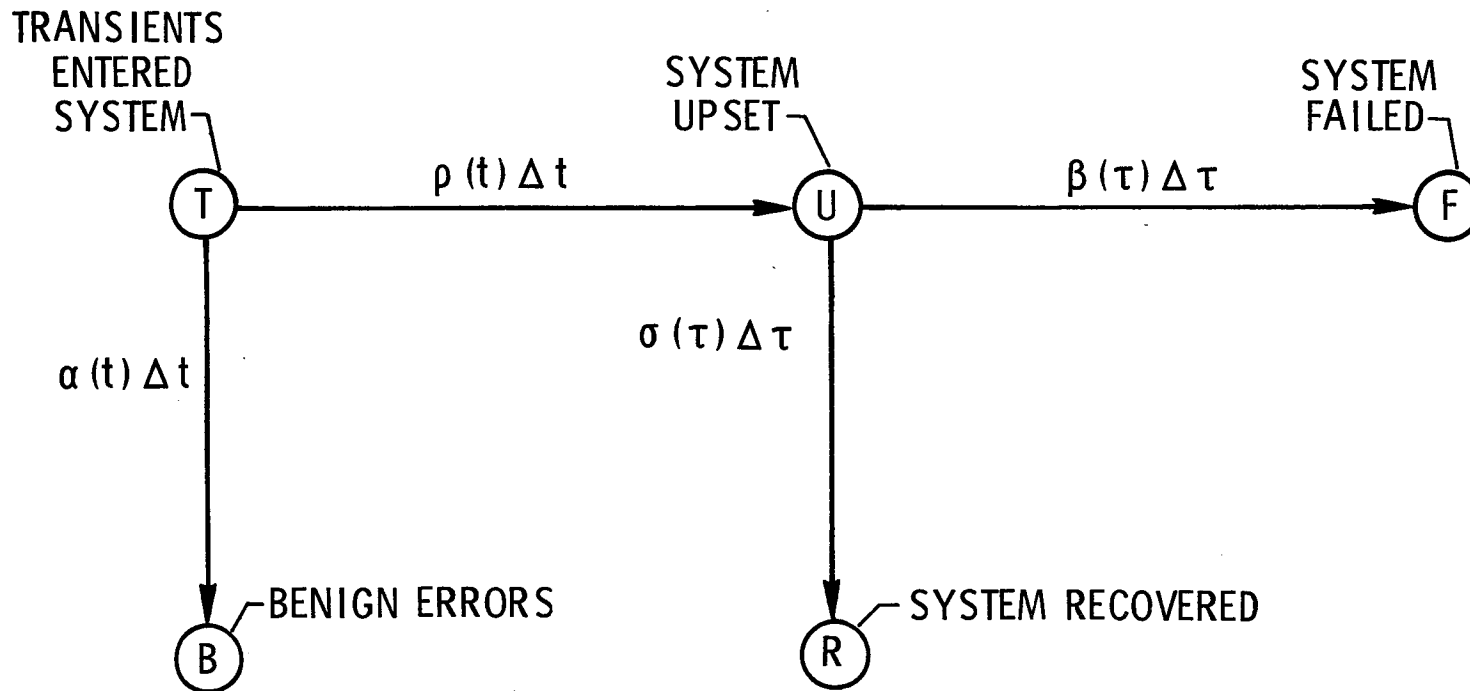 TRANSIENTS
ENTERED
SYSTEM
SYSTEM
UPSET
SYSTEM
FAILED
T
ρ (t) Δ t
U
β (τ) Δ τ
F
α (t) Δ t
σ (τ) Δ τ
B
BENIGN ERRORS
R
SYSTEM RECOVERED